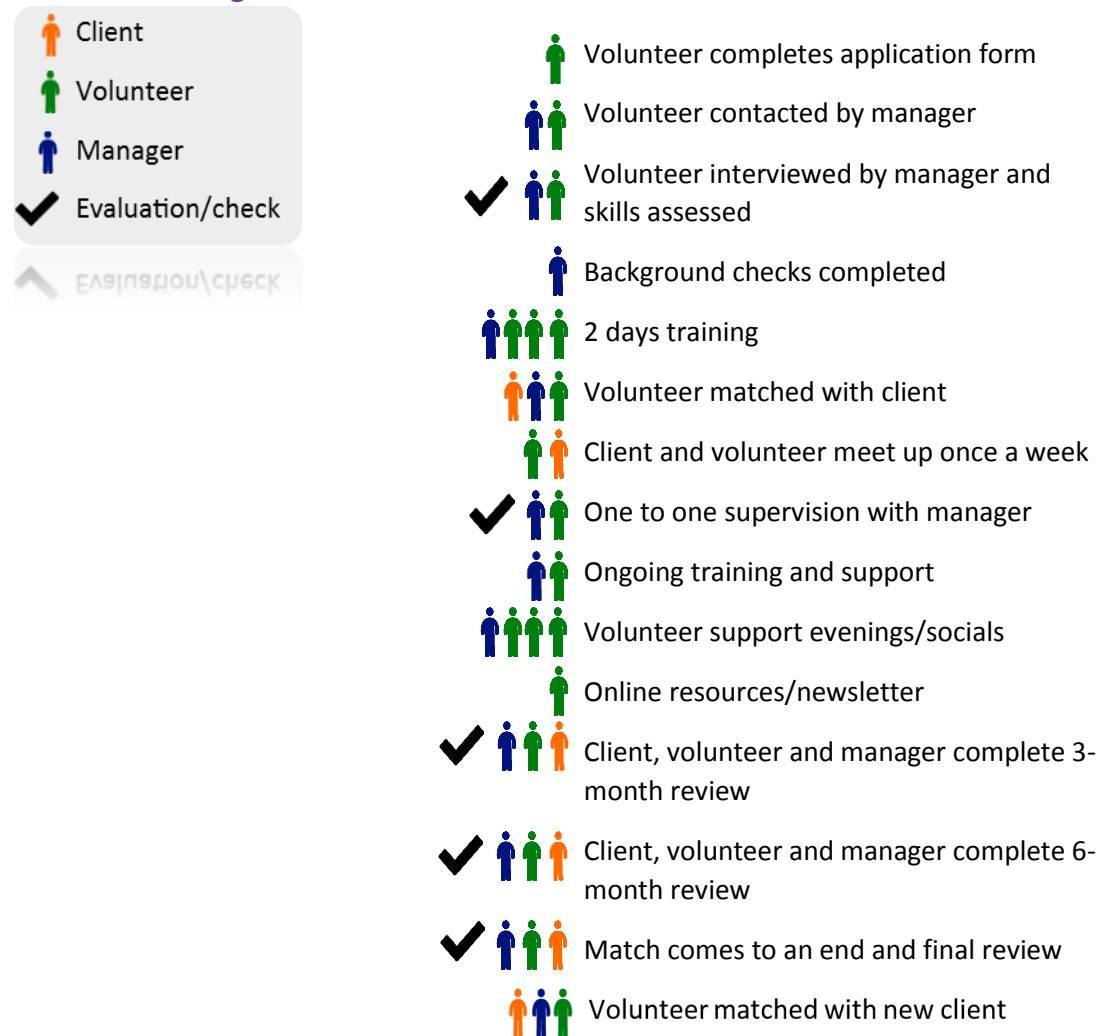 Client
Volunteer
Manager
Evaluation/check
Volunteer completes application form
Volunteer contacted by manager
Volunteer interviewed by manager and
skills assessed
Background checks completed
2 days training
Volunteer matched with client
Client and volunteer meet up once a week
One to one supervision with manager
Ongoing training and support
Volunteer support evenings/socials
Online resources/newsletter
Client, volunteer and manager complete 3-
month review
Client, volunteer and manager complete 6-
month review
Match comes to an end and final review
Volunteer matched with new client